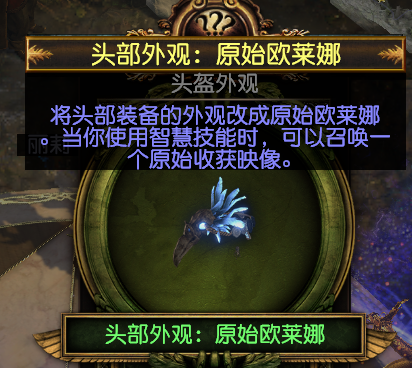 ???
头部外观：原始欧莱娜
头盔外观
将头部装备的外观改成原始欧莱娜
。当你使用智慧技能时，可以召唤一
个原始收获映像。
头部外观：原始欧莱娜